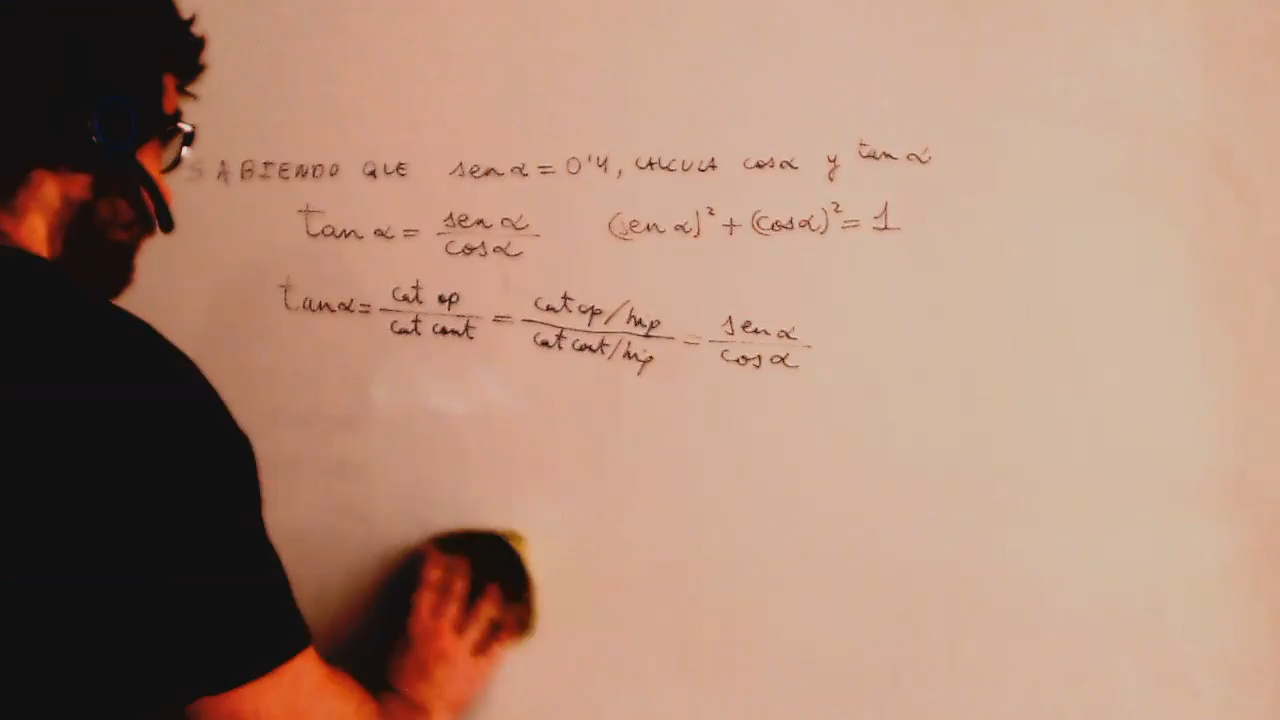 SABIENDO QUE sen α = 0'4, CALCULA cos α y tan α
tan α = sen α / cos α (sen α)² + (cos α)² = 1
tan α = cat op / cat cont = cat op/hip / cat cont/hip = sen α / cos α